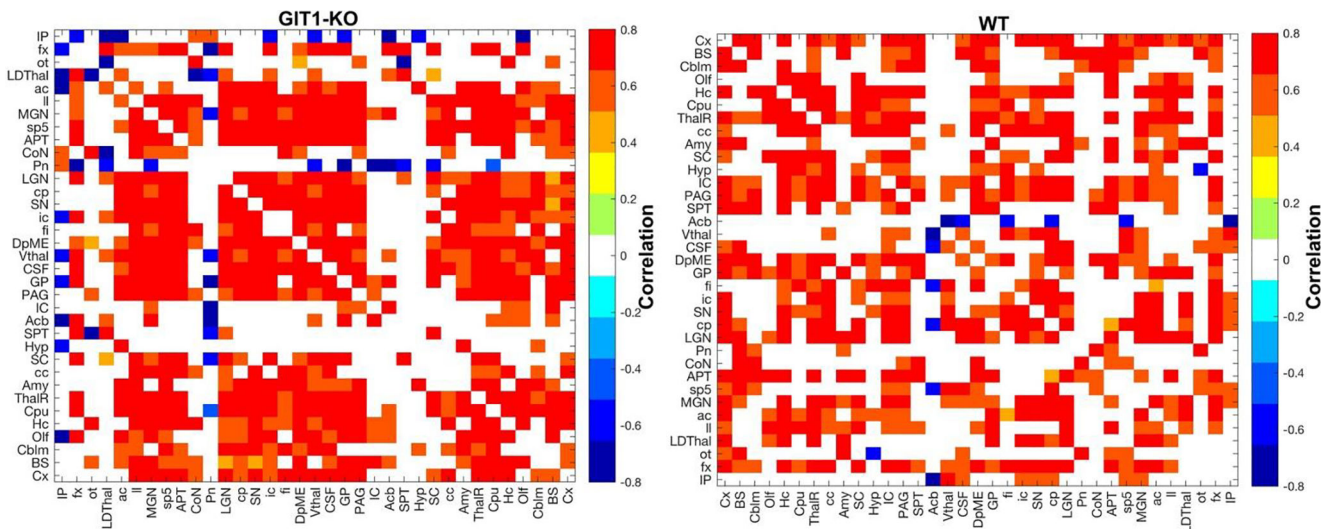 GIT1-KO
IP
fx
ot
LDThal
ac
ll
MGN
sp5
APT
CoN
Pn
LGN
cp
SN
ic
fi
DpME
Vthal
CSF
GP
PAG
IC
Acb
SPT
Hyp
SC
cc
Amy
ThalR
Cpu
Hc
Olf
Cblm
BS
Cx
IP fx ot LDThal ac ll MGN sp5 APT CoN Pn LGN cp SN ic fi DpME Vthal CSF GP PAG IC Acb SPT Hyp SC cc Amy ThalR Cpu Hc Olf Cblm BS Cx
0.8
0.6
0.4
0.2
0
-0.2
-0.4
-0.6
-0.8
Correlation
WT
Cx
BS
Cblm
Olf
Hc
Cpu
ThalR
cc
Amy
SC
Hyp
IC
PAG
SPT
Acb
Vthal
CSF
DpME
GP
fi
ic
SN
cp
LGN
Pn
CoN
APT
sp5
MGN
ac
ll
LDThal
ot
fx
IP
Cx BS Cblm Olf Hc Cpu ThalR cc Amy SC Hyp IC PAG SPT Acb Vthal CSF DpME GP fi ic SN cp LGN Pn CoN APT sp5 MGN ac ll LDThal ot fx IP
0.8
0.6
0.4
0.2
0
-0.2
-0.4
-0.6
-0.8
Correlation